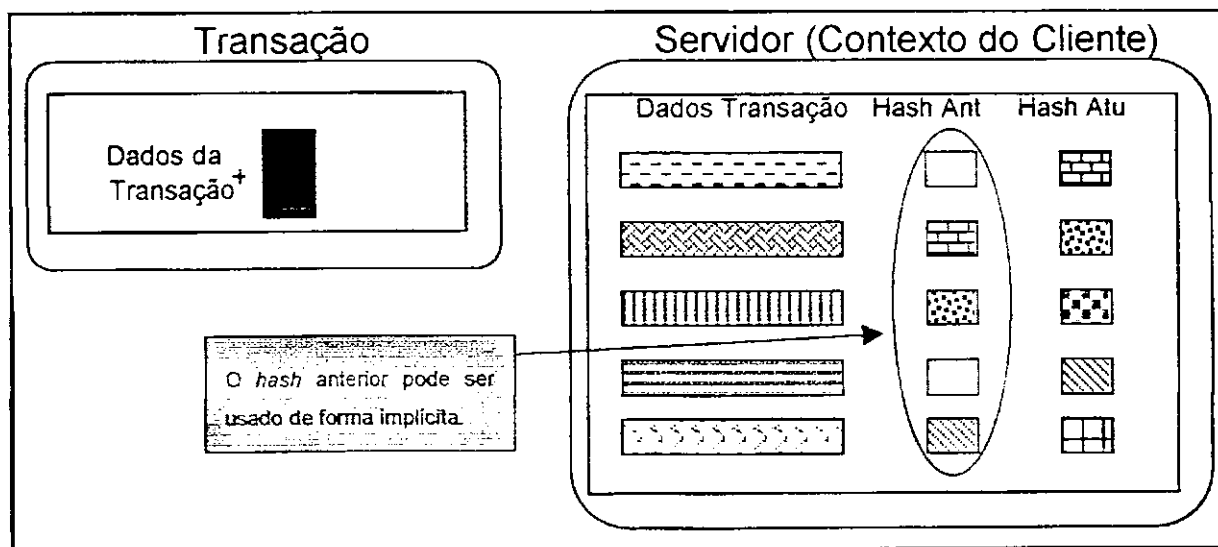 Transação
Dados da
Transação+
Servidor (Contexto do Cliente)
Dados Transação Hash Ant Hash Atu
O hash anterior pode ser
usado de forma implícita.